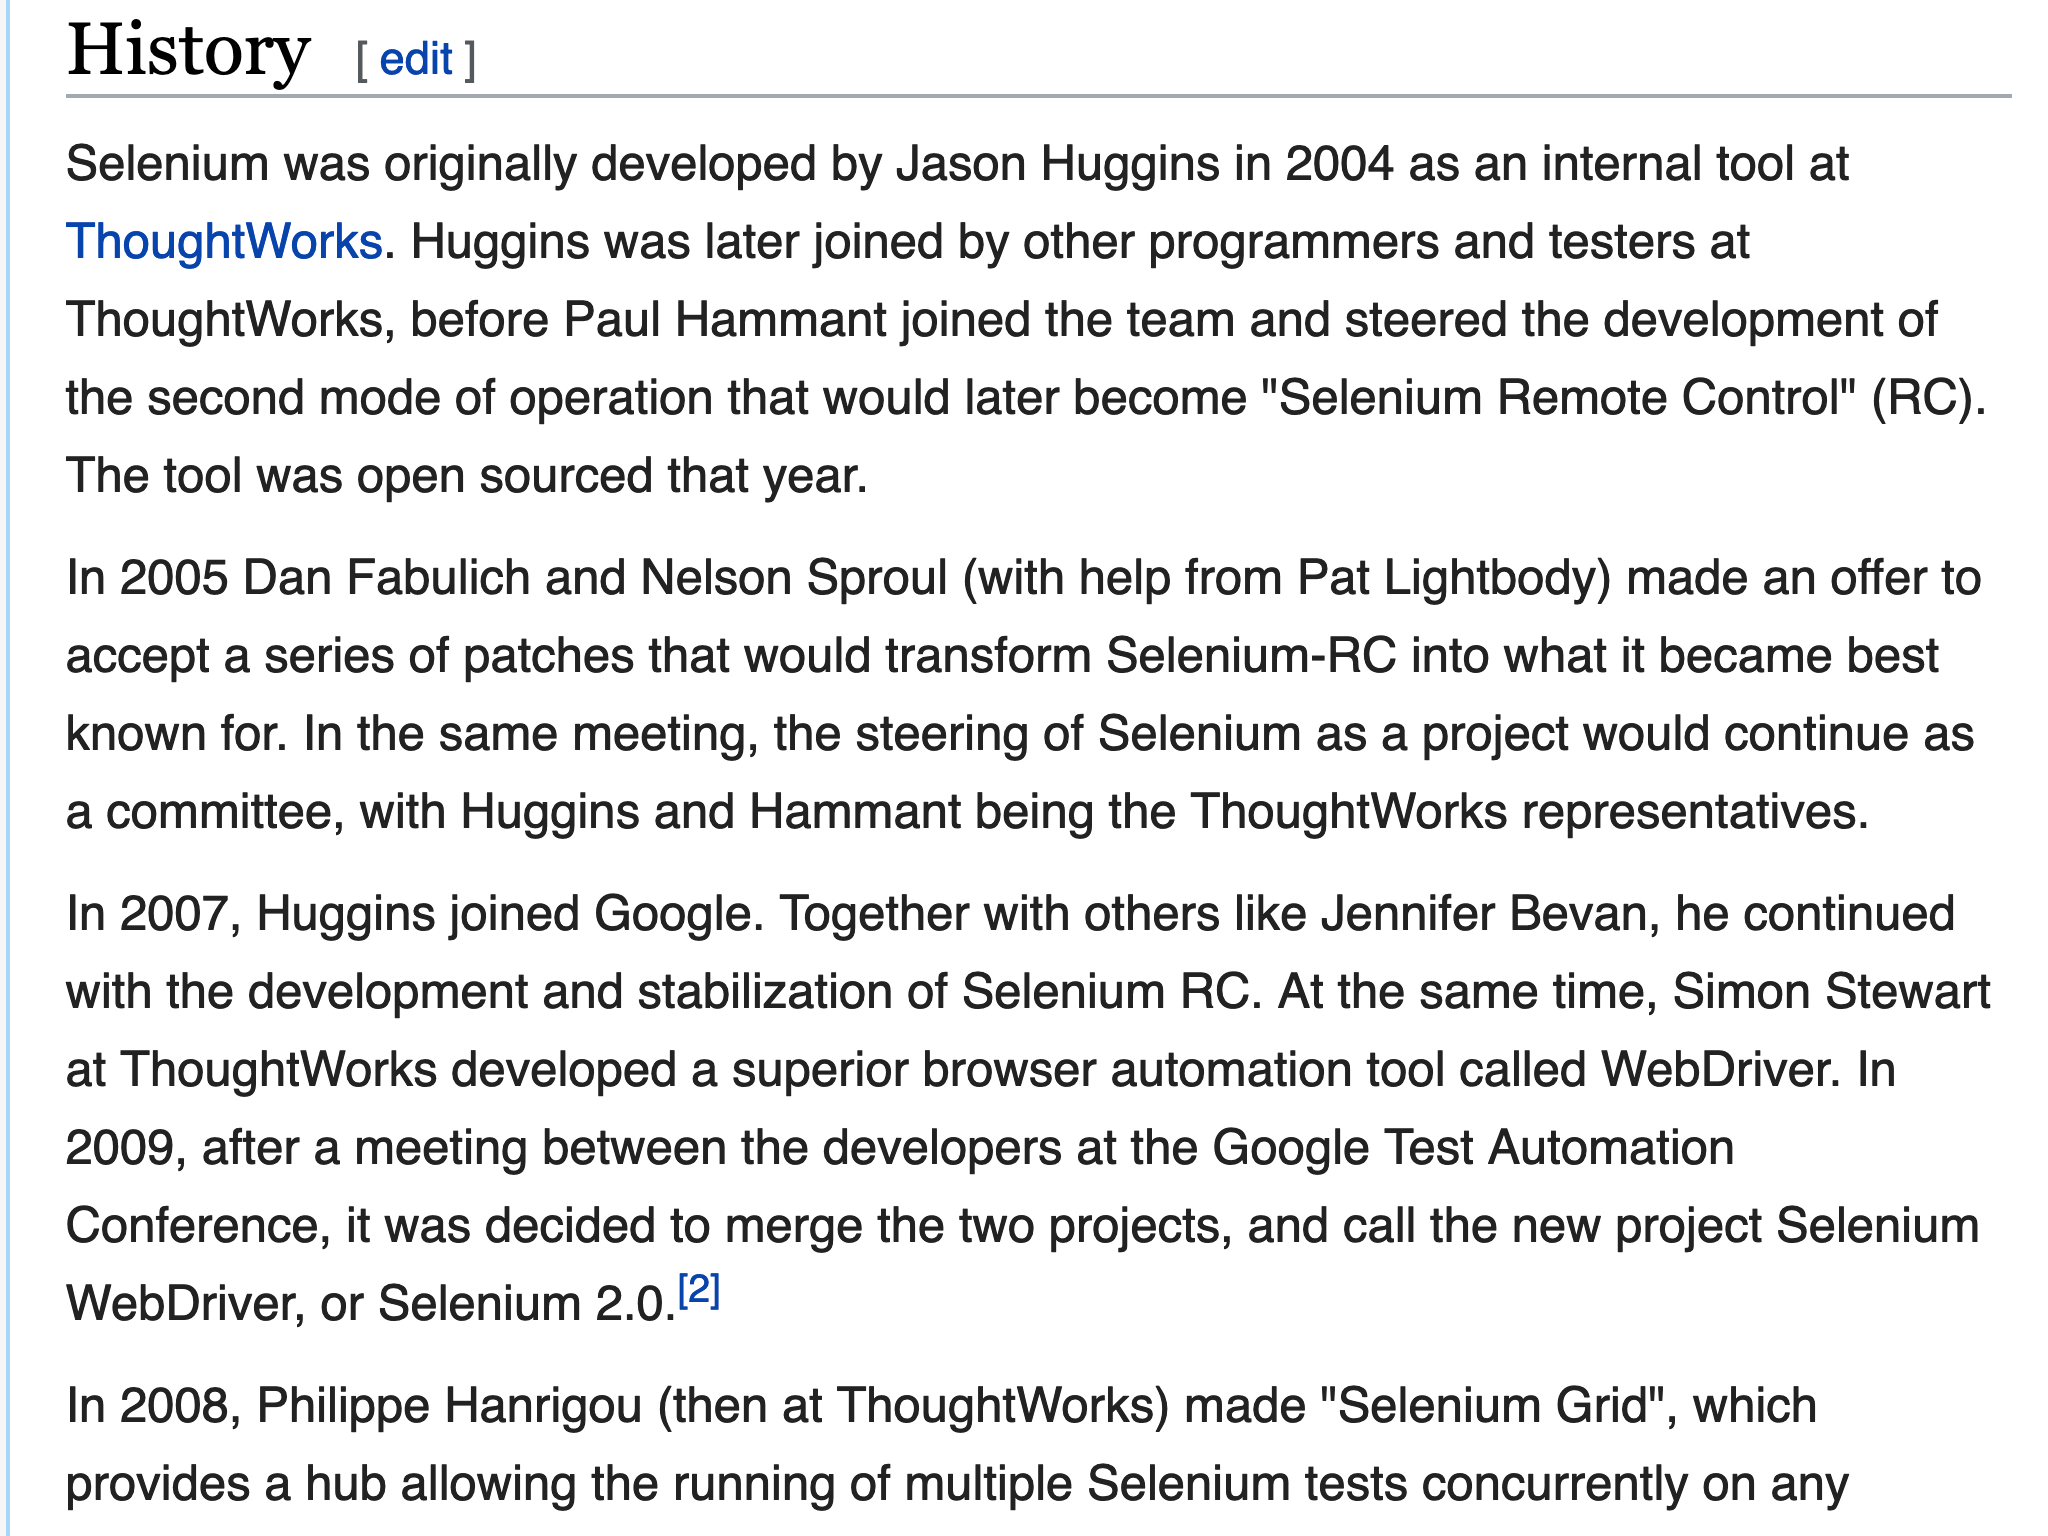 History [ edit ]
Selenium was originally developed by Jason Huggins in 2004 as an internal tool at
ThoughtWorks. Huggins was later joined by other programmers and testers at
ThoughtWorks, before Paul Hammant joined the team and steered the development of
the second mode of operation that would later become "Selenium Remote Control" (RC).
The tool was open sourced that year.
In 2005 Dan Fabulich and Nelson Sproul (with help from Pat Lightbody) made an offer to
accept a series of patches that would transform Selenium-RC into what it became best
known for. In the same meeting, the steering of Selenium as a project would continue as
a committee, with Huggins and Hammant being the ThoughtWorks representatives.
In 2007, Huggins joined Google. Together with others like Jennifer Bevan, he continued
with the development and stabilization of Selenium RC. At the same time, Simon Stewart
at ThoughtWorks developed a superior browser automation tool called WebDriver. In
2009, after a meeting between the developers at the Google Test Automation
Conference, it was decided to merge the two projects, and call the new project Selenium
WebDriver, or Selenium 2.0.[2]
In 2008, Philippe Hanrigou (then at ThoughtWorks) made "Selenium Grid", which
provides a hub allowing the running of multiple Selenium tests concurrently on any